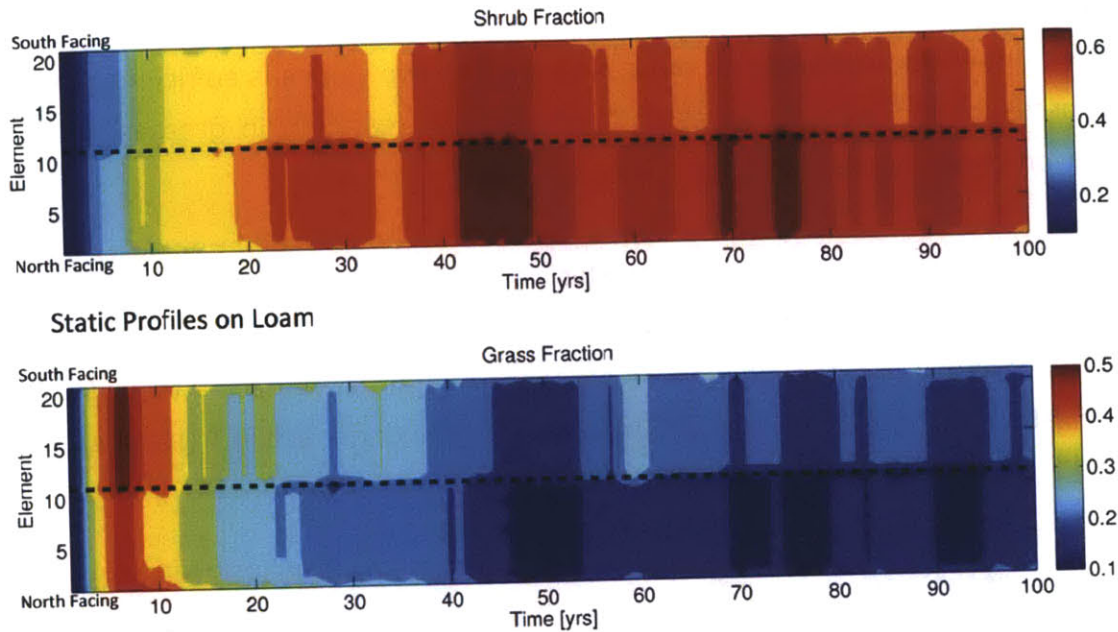 Shrub Fraction
South Facing
20
15
10
5
Element
North Facing
10 20 30 40 50 60 70 80 90 100
Time [yrs]
0.6
0.4
0.2
Static Profiles on Loam
Grass Fraction
South Facing
20
15
10
5
Element
North Facing
10 20 30 40 50 60 70 80 90 100
Time [yrs]
0.5
0.4
0.3
0.2
0.1